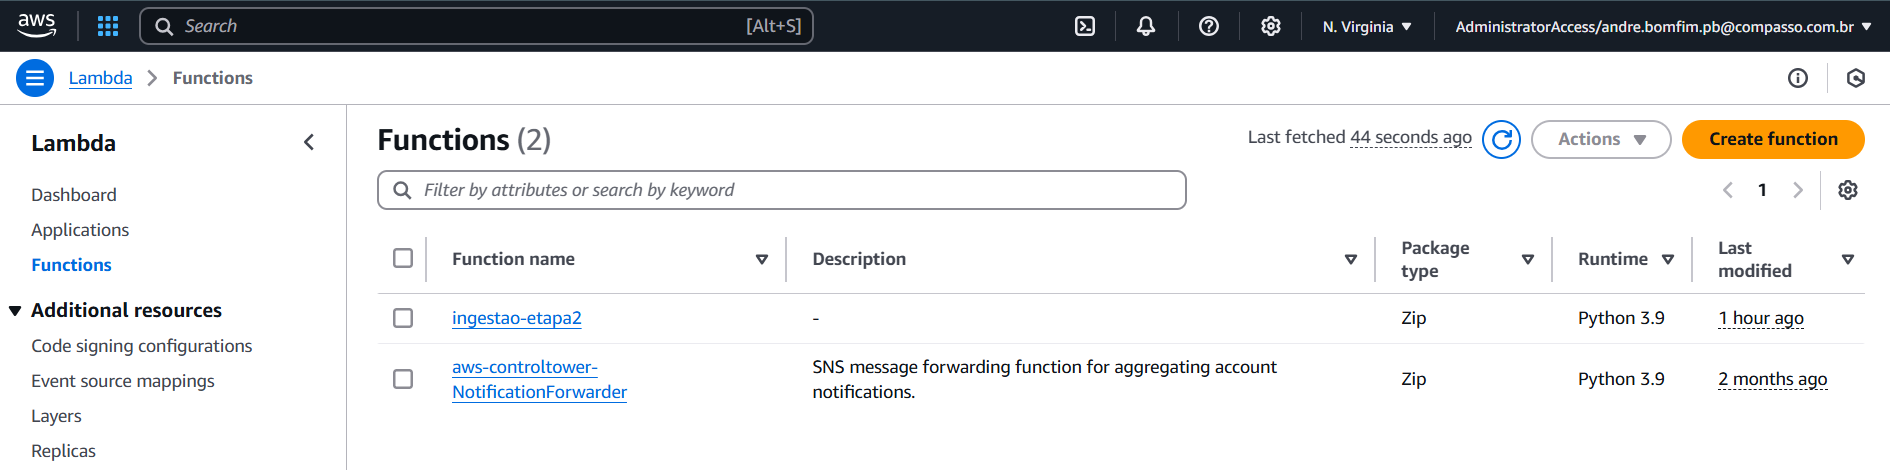 aws
Search
[Alt+S]
N. Virginia
AdministratorAccess/andre.bomfim.pb@compasso.com.br
Lambda
Functions
Lambda
Dashboard
Applications
Functions
Additional resources
Code signing configurations
Event source mappings
Layers
Replicas
Functions (2)
Last fetched 44 seconds ago
Actions
Create function
Filter by attributes or search by keyword
1
Function name
Description
Package
type
Runtime
Last
modified
ingestao-etapa2
-
Zip
Python 3.9
1 hour ago
aws-controltower-
NotificationForwarder
SNS message forwarding function for aggregating account
notifications.
Zip
Python 3.9
2 months ago